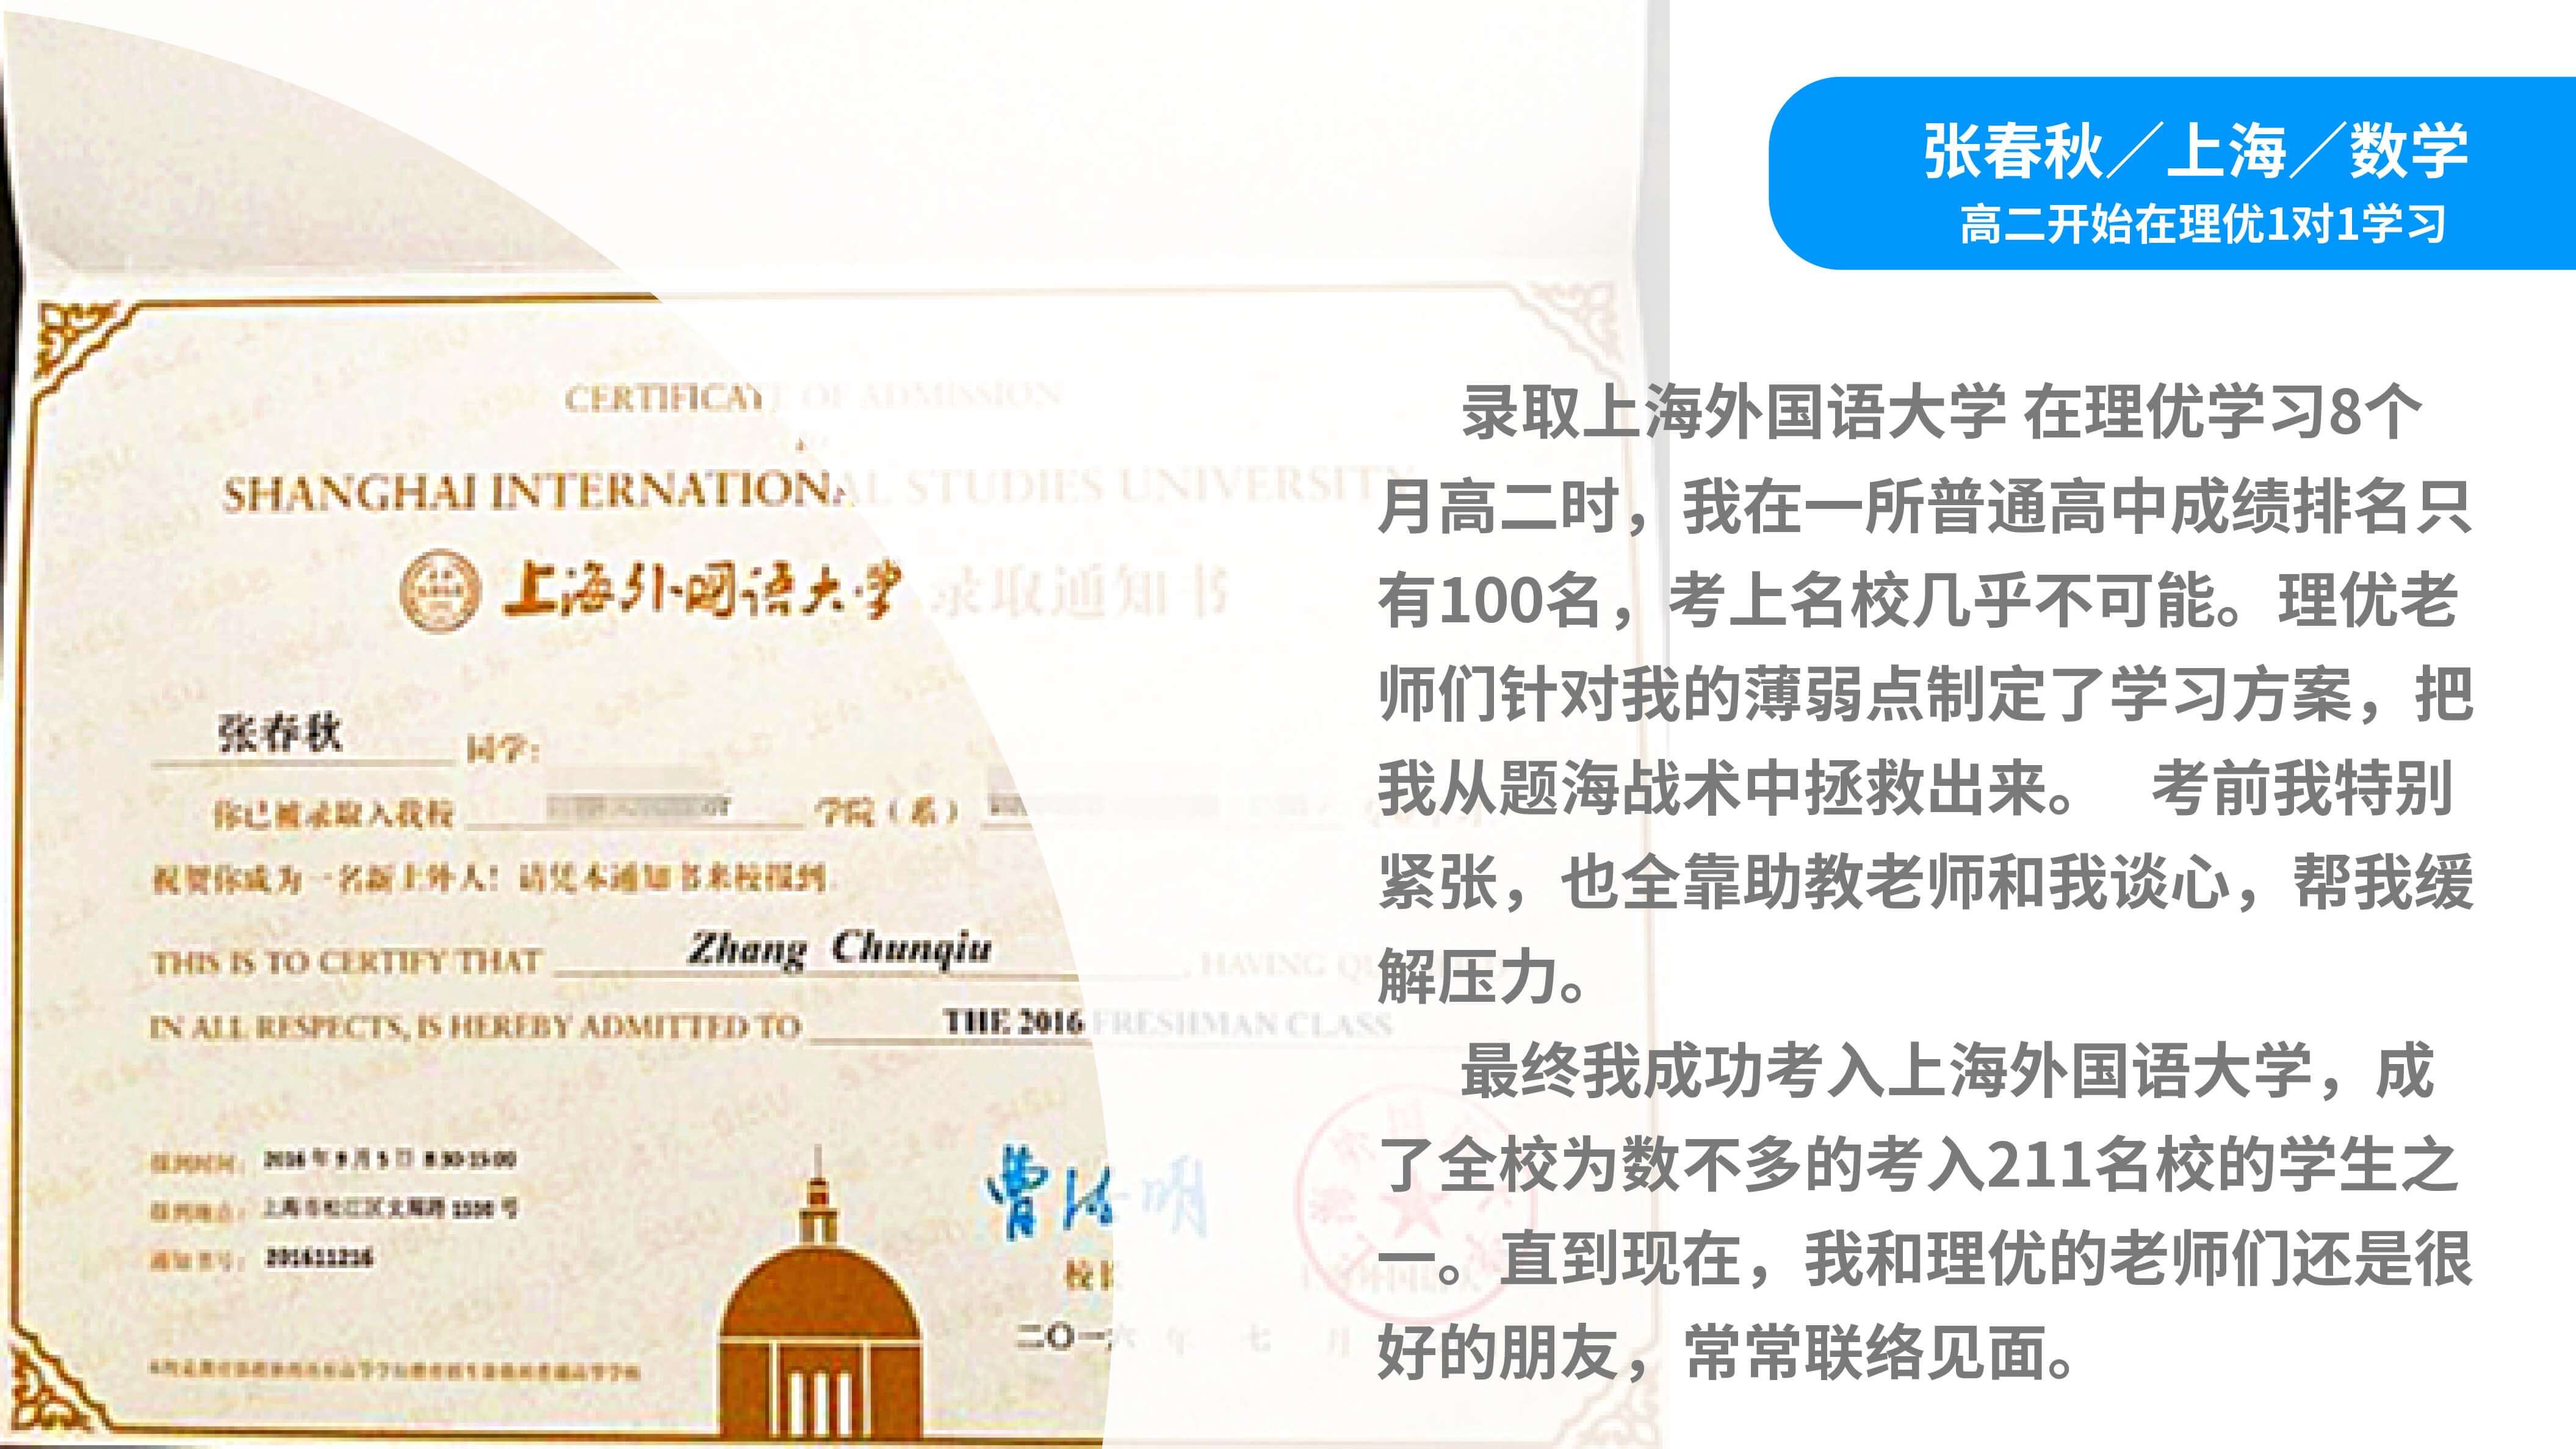 张春秋／上海／数学
高二开始在理优1对1学习
录取上海外国语大学 在理优学习8个
月高二时，我在一所普通高中成绩排名只
有100名，考上名校几乎不可能。理优老
师们针对我的薄弱点制定了学习方案，把
我从题海战术中拯救出来。 考前我特别
紧张，也全靠助教老师和我谈心，帮我缓
解压力。
最终我成功考入上海外国语大学，成
了全校为数不多的考入211名校的学生之
一。直到现在，我和理优的老师们还是很
好的朋友，常常联络见面。
CERTIFICATE OF ADMISSION
SHANGHAI INTERNATIONAL STUDIES UNIVERSITY
上海外国语大学 录取通知书
张春秋 同学：
你已被录取入我校 学院（系）
祝贺你成为一名新上外人！请凭本通知书来校报到
THIS IS TO CERTIFY THAT Zhang Chunqiu , HAVING
IN ALL RESPECTS, IS HEREBY ADMITTED TO THE 2016 FRESHMAN CLASS
报到时间： 2016 年 9 月 5 日 8:30-15:00
报到地点： 上海市松江区文翔路 1550 号
通知书号： 201611216
校长
二〇一六 年 七 月